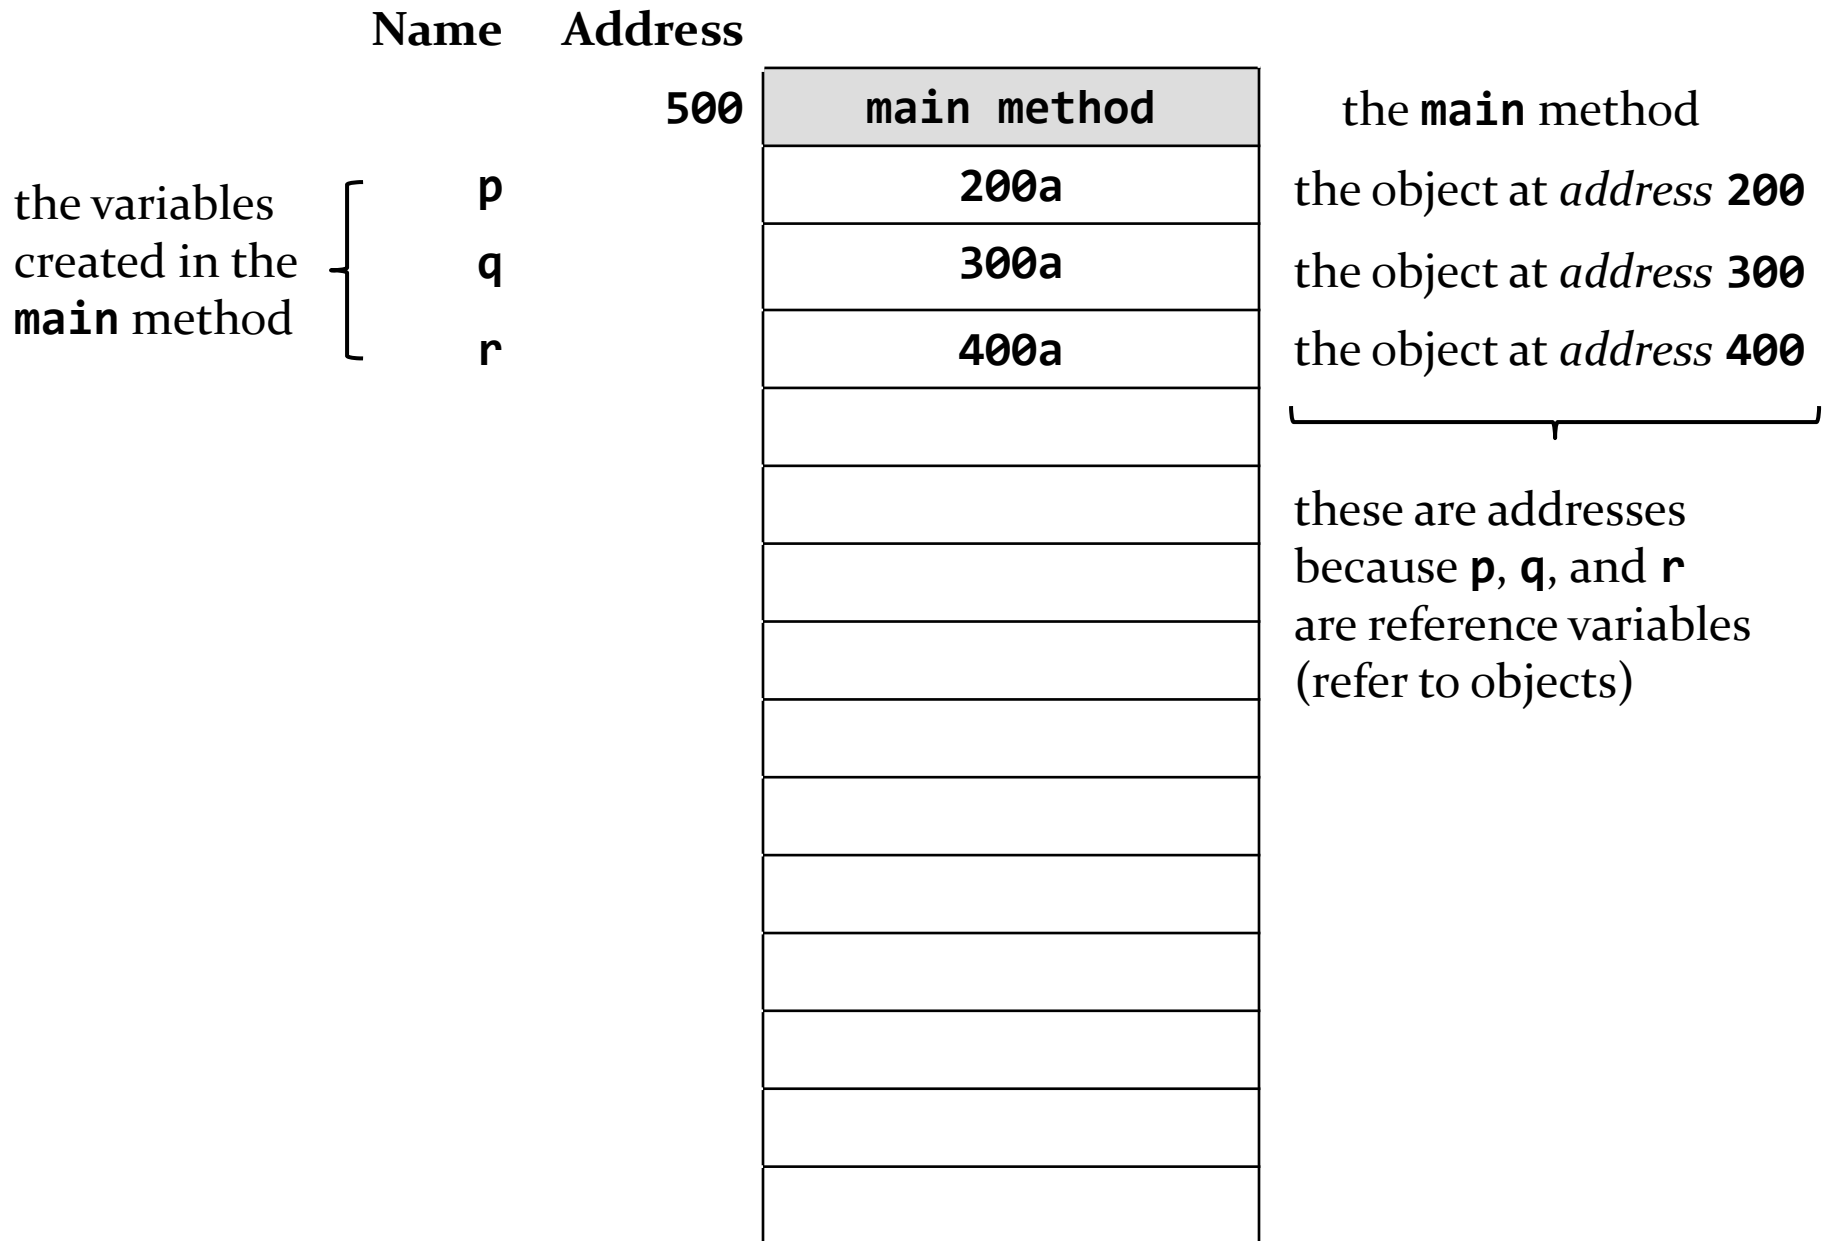 Name Address
500 main method the main method
the variables
created in the
main method
p 200a the object at address 200
q 300a the object at address 300
r 400a the object at address 400
these are addresses
because p, q, and r
are reference variables
(refer to objects)